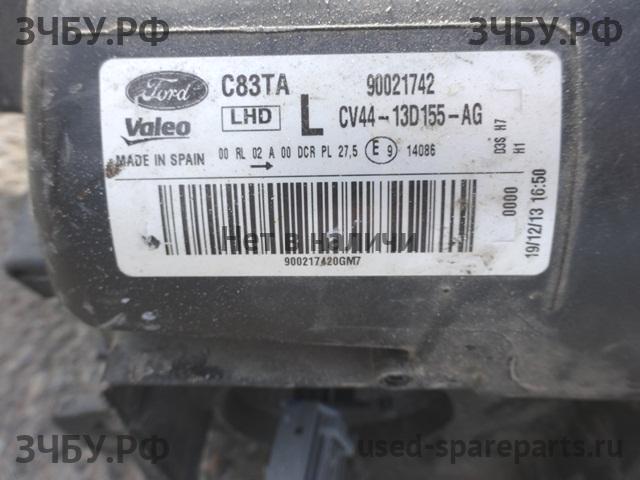 ЗЧБУ.РФ ЗЧБУ.РФ
Ford C83TA 90021742
Valeo LHD L CV44-13D155-AG
D3S H7
H1
MADE IN SPAIN 00 RL 02 A 00 DCR PL 27,5 E 9 14086
0000
19/12/13 16:50
Нет в наличии
900217420GM7
ЗЧБУ.РФ used-spareparts.ru